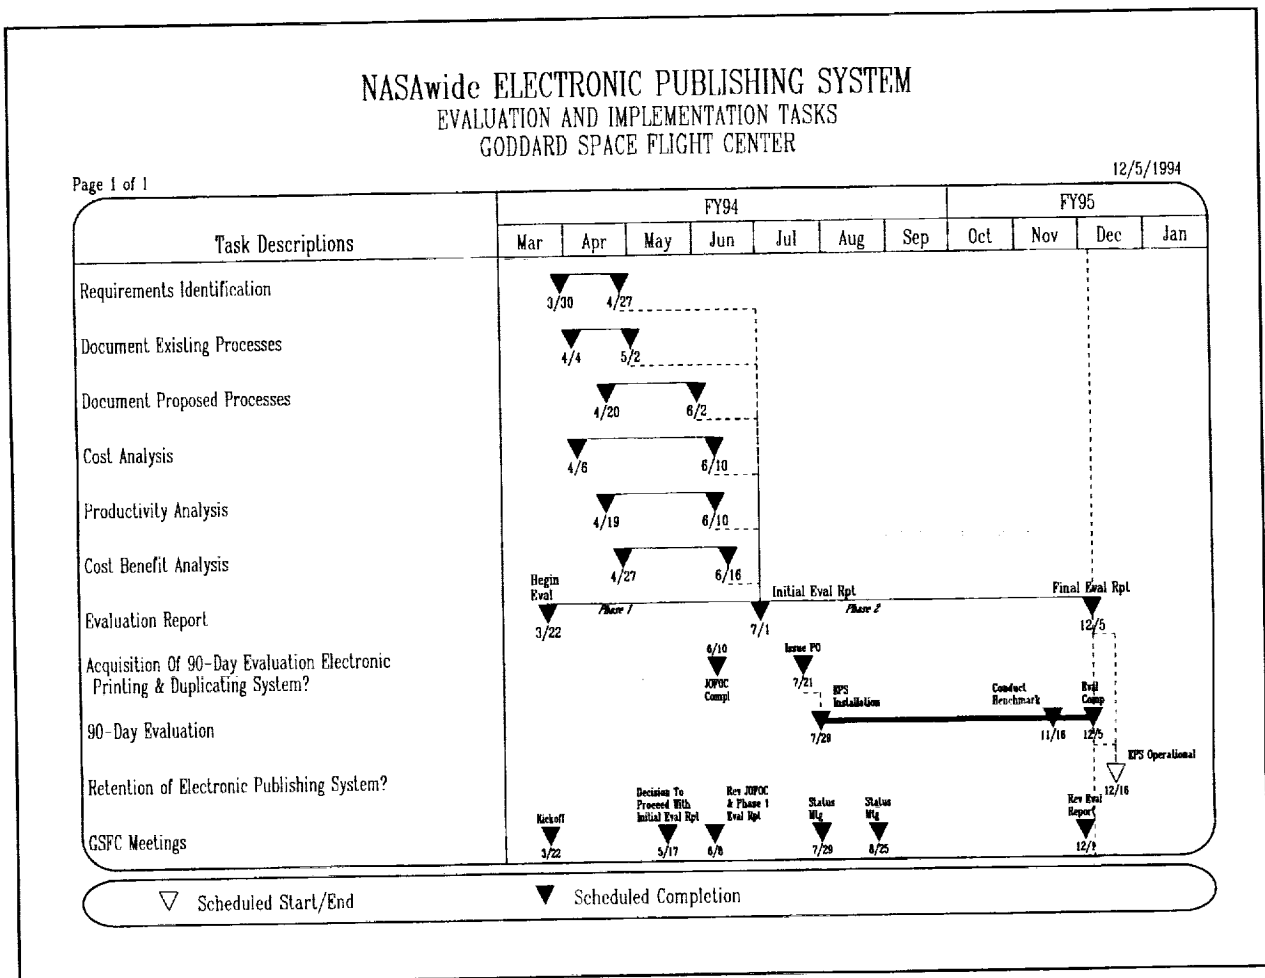 NASAwide ELECTRONIC PUBLISHING SYSTEM
EVALUATION AND IMPLEMENTATION TASKS
GODDARD SPACE FLIGHT CENTER
Page 1 of 1
12/5/1994
Task Descriptions
FY94
FY95
Mar Apr May Jun Jul Aug Sep Oct Nov Dec Jan
Requirements Identification
3/30 4/27
Document Existing Processes
4/4 5/2
Document Proposed Processes
4/20 6/2
Cost Analysis
4/6 6/10
Productivity Analysis
4/19 6/10
Cost Benefit Analysis
4/27 6/16
Begin
Eval
Phase 1
Initial Eval Rpt
Phase 2
Final Eval Rpt
Evaluation Report
3/22 7/1 12/5
Acquisition Of 90-Day Evaluation Electronic
Printing & Duplicating System?
6/10
JOFOC
Compl
Issue PO
7/21
EPS
Installation
Conduct
Benchmark
Eval
Comp
90-Day Evaluation
7/29 11/16 12/5
EPS Operational
Retention of Electronic Publishing System?
12/16
Kickoff
Decision To
Proceed With
Initial Eval Rpt
Rev JOFOC
& Phase 1
Eval Rpt
Status
Mtg
Status
Mtg
Rev Eval
Report
GSFC Meetings
3/22 5/17 6/8 7/29 8/25 12/1
Scheduled Start/End
Scheduled Completion